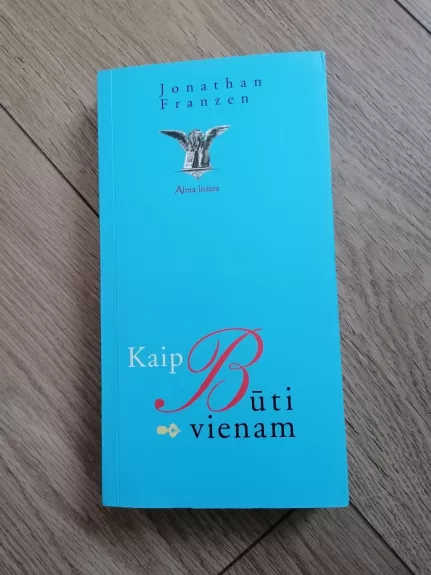 Jonathan
Franzen
Alma littera
Kaip
Būti
vienam